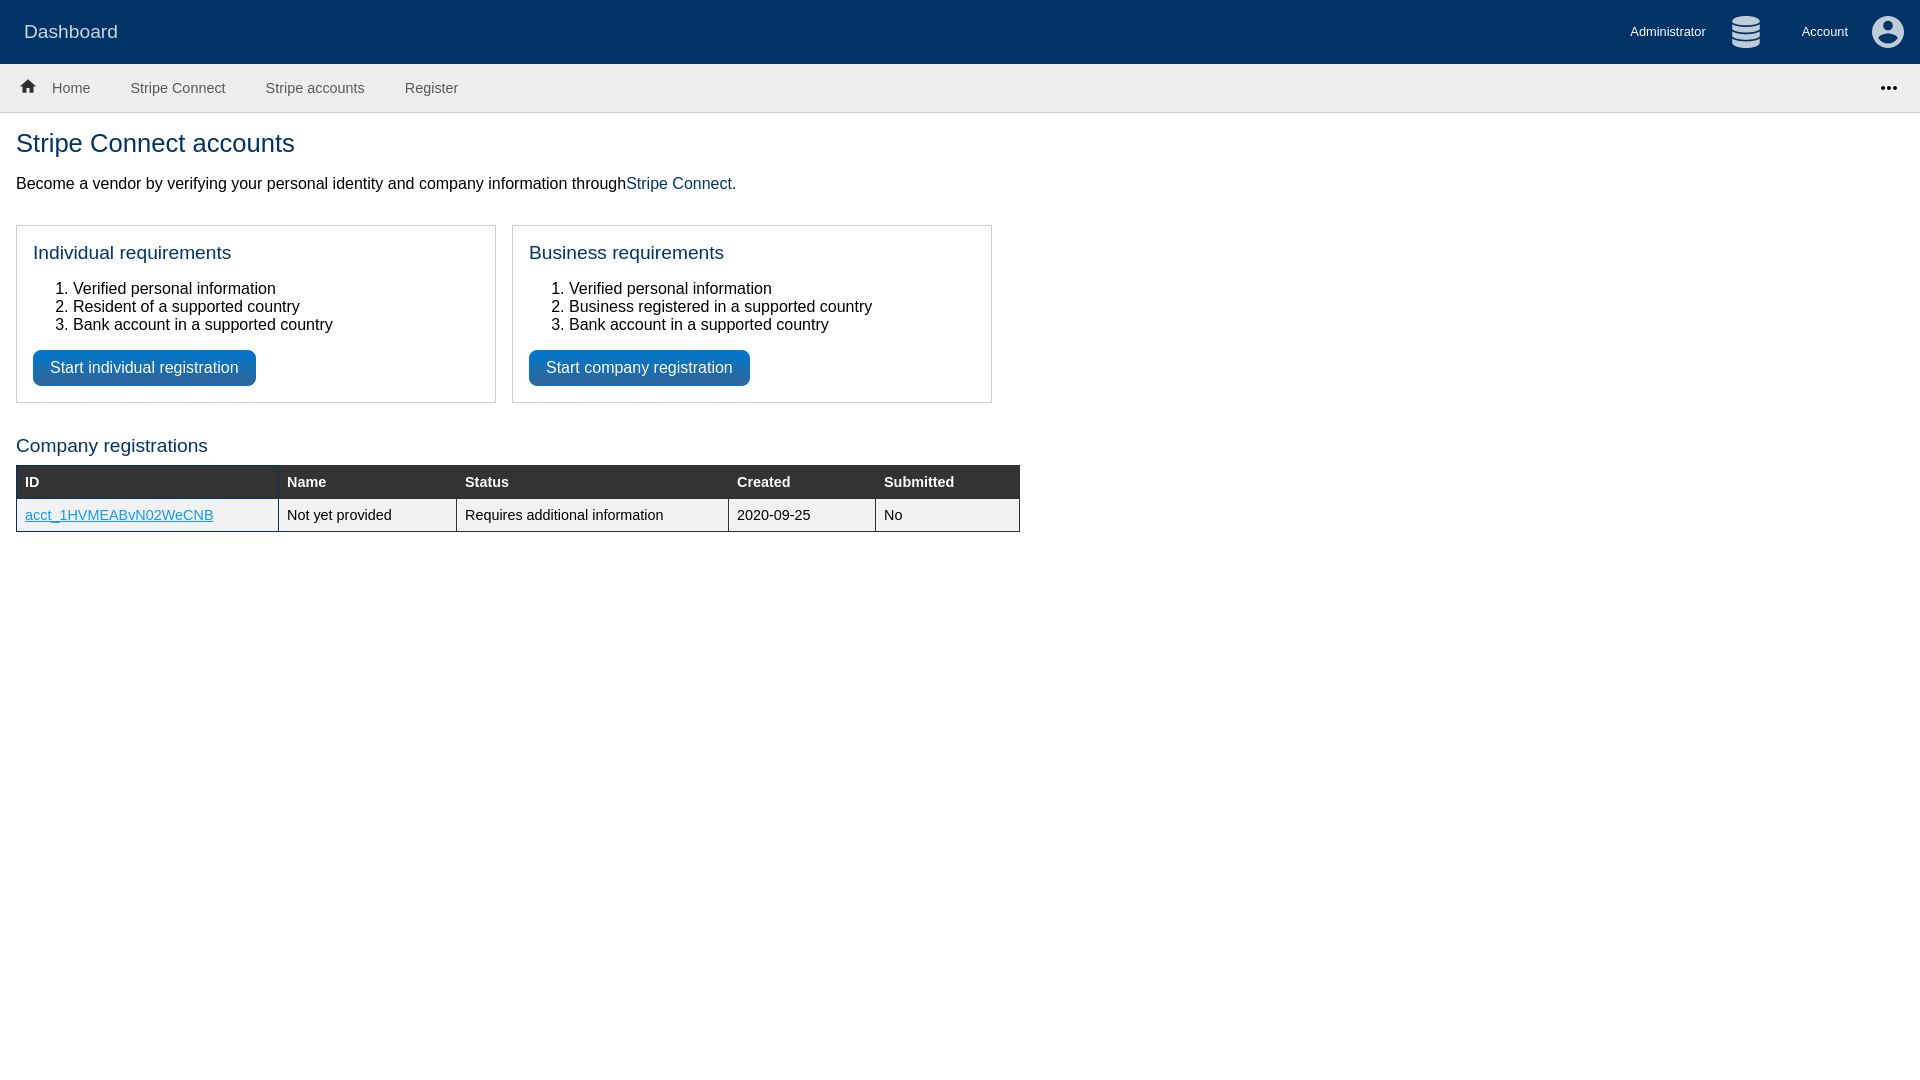 Dashboard
Administrator
Account
Home
Stripe Connect
Stripe accounts
Register
Stripe Connect accounts
Become a vendor by verifying your personal identity and company information throughStripe Connect.
Individual requirements
1. Verified personal information
2. Resident of a supported country
3. Bank account in a supported country
Start individual registration
Business requirements
1. Verified personal information
2. Business registered in a supported country
3. Bank account in a supported country
Start company registration
Company registrations
ID Name Status Created Submitted
acct_1HVMEABvN02WeCNB Not yet provided Requires additional information 2020-09-25 No